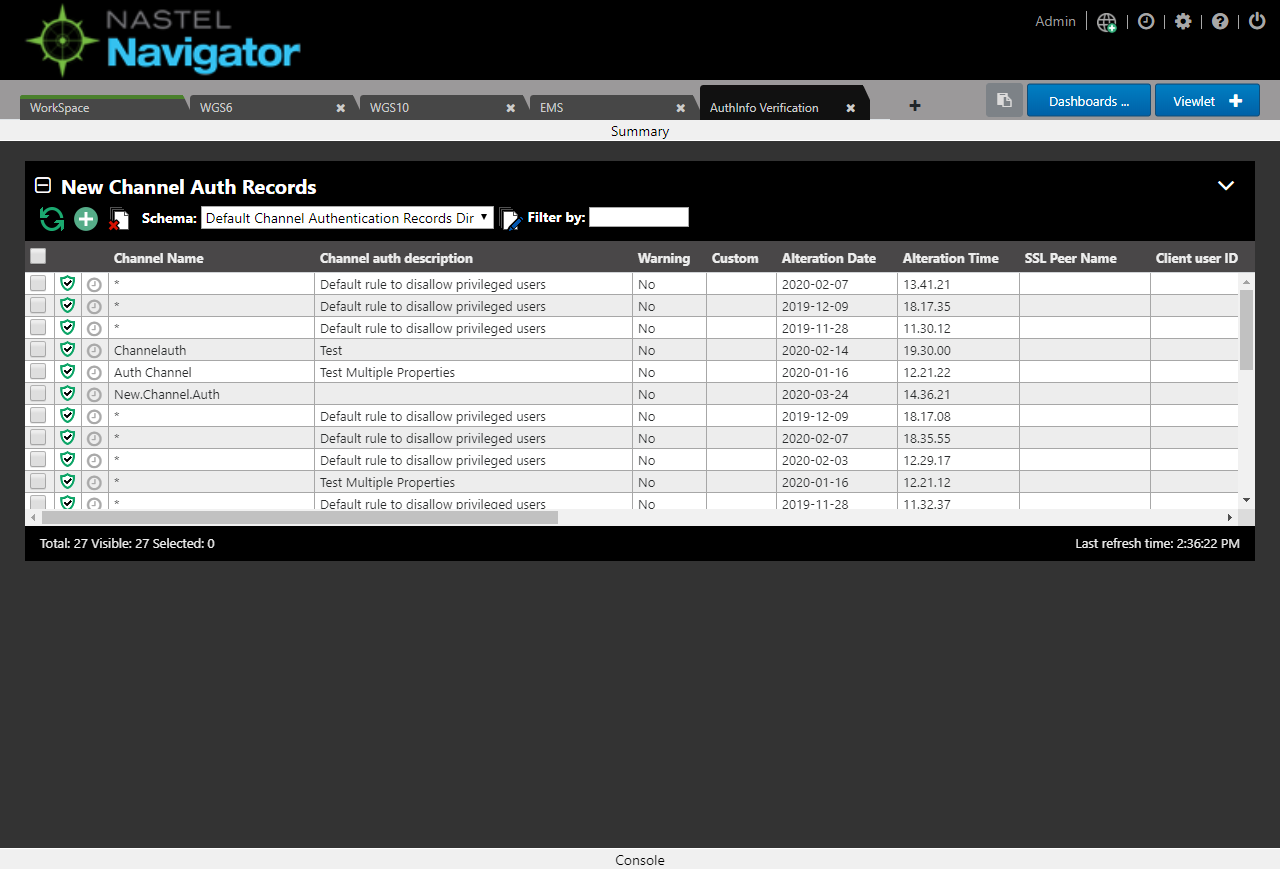 NASTEL
Navigator
Admin
WorkSpace
WGS6
WGS10
EMS
AuthInfo Verification
Dashboards ...
Viewlet
Summary
New Channel Auth Records
Schema: Default Channel Authentication Records Dir Filter by:
Channel Name Channel auth description Warning Custom Alteration Date Alteration Time SSL Peer Name Client user ID
* Default rule to disallow privileged users No 2020-02-07 13.41.21
* Default rule to disallow privileged users No 2019-12-09 18.17.35
* Default rule to disallow privileged users No 2019-11-28 11.30.12
Channelauth Test No 2020-02-14 19.30.00
Auth Channel Test Multiple Properties No 2020-01-16 12.21.22
New.Channel.Auth No 2020-03-24 14.36.21
* Default rule to disallow privileged users No 2019-12-09 18.17.08
* Default rule to disallow privileged users No 2020-02-07 18.35.55
* Default rule to disallow privileged users No 2020-02-03 12.29.17
* Test Multiple Properties No 2020-01-16 12.21.12
* Default rule to disallow privileged users No 2019-11-28 11.32.37
Total: 27 Visible: 27 Selected: 0 Last refresh time: 2:36:22 PM
Console